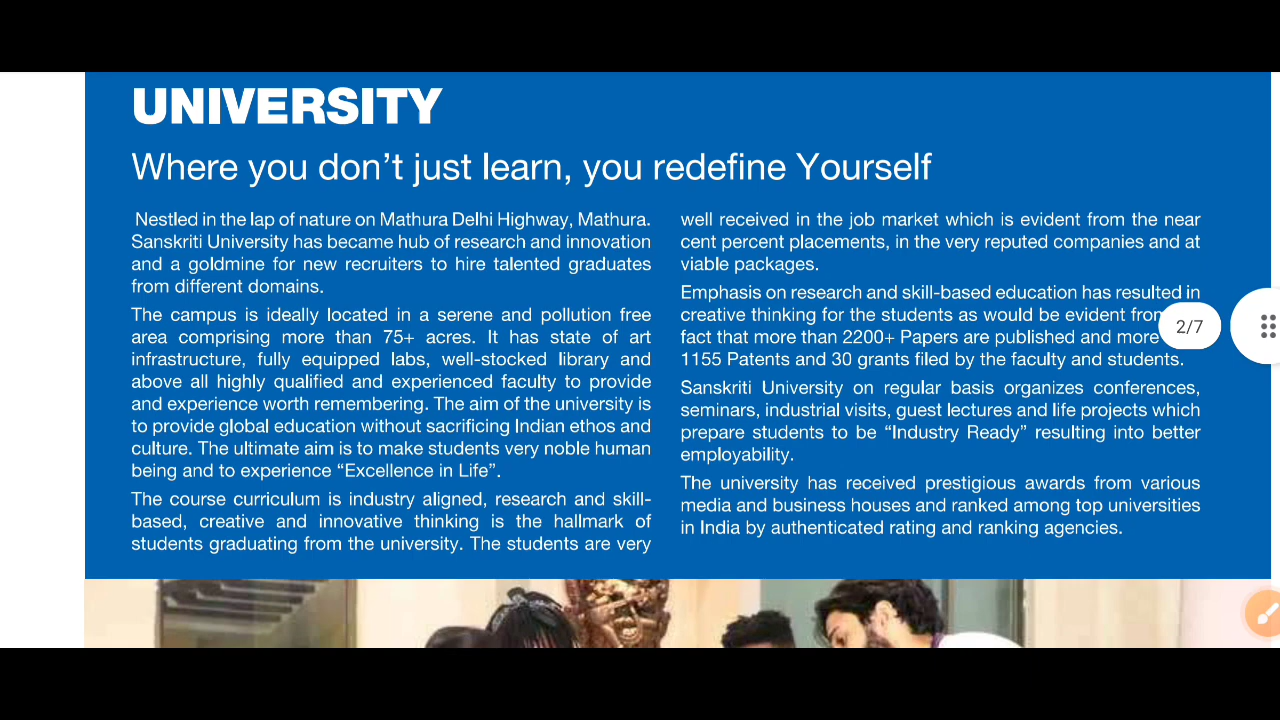 UNIVERSITY
Where you don't just learn, you redefine Yourself
Nestled in the lap of nature on Mathura Delhi Highway, Mathura.
Sanskriti University has became hub of research and innovation
and a goldmine for new recruiters to hire talented graduates
from different domains.
The campus is ideally located in a serene and pollution free
area comprising more than 75+ acres. It has state of art
infrastructure, fully equipped labs, well-stocked library and
above all highly qualified and experienced faculty to provide
and experience worth remembering. The aim of the university is
to provide global education without sacrificing Indian ethos and
culture. The ultimate aim is to make students very noble human
being and to experience “Excellence in Life”.
The course curriculum is industry aligned, research and skill-
based, creative and innovative thinking is the hallmark of
students graduating from the university. The students are very
well received in the job market which is evident from the near
cent percent placements, in the very reputed companies and at
viable packages.
Emphasis on research and skill-based education has resulted in
creative thinking for the students as would be evident from
fact that more than 2200+ Papers are published and more
1155 Patents and 30 grants filed by the faculty and students.
Sanskriti University on regular basis organizes conferences,
seminars, industrial visits, guest lectures and life projects which
prepare students to be “Industry Ready” resulting into better
employability.
The university has received prestigious awards from various
media and business houses and ranked among top universities
in India by authenticated rating and ranking agencies.
2/7